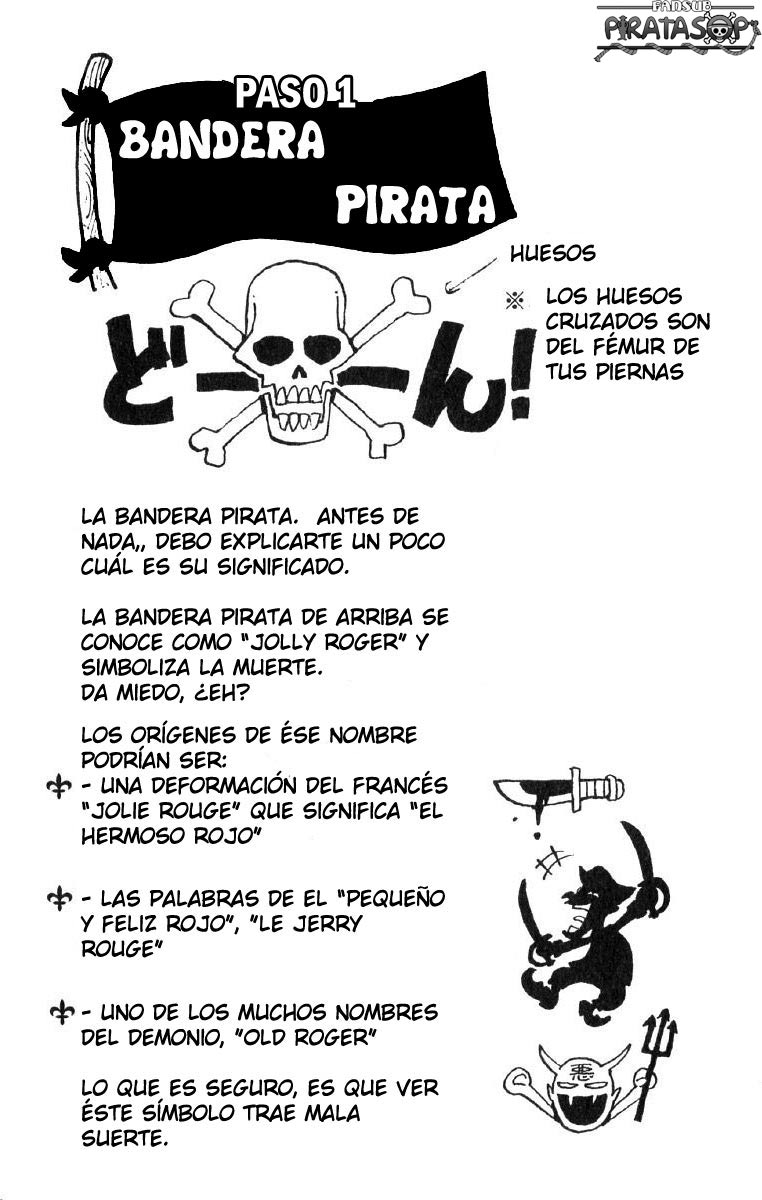 FANSUB
PIRATASOP
PASO 1
BANDERA
PIRATA
HUESOS
※ LOS HUESOS
CRUZADOS SON
DEL FÉMUR DE
TUS PIERNAS
どーん!
LA BANDERA PIRATA. ANTES DE
NADA,, DEBO EXPLICARTE UN POCO
CUÁL ES SU SIGNIFICADO.
LA BANDERA PIRATA DE ARRIBA SE
CONOCE COMO "JOLLY ROGER" Y
SIMBOLIZA LA MUERTE.
DA MIEDO, ¿EH?
LOS ORÍGENES DE ÉSE NOMBRE
PODRÍAN SER:
- UNA DEFORMACIÓN DEL FRANCÉS
"JOLIE ROUGE" QUE SIGNIFICA "EL
HERMOSO ROJO"
- LAS PALABRAS DE EL "PEQUEÑO
Y FELIZ ROJO", "LE JERRY
ROUGE"
- UNO DE LOS MUCHOS NOMBRES
DEL DEMONIO, "OLD ROGER"
悪
LO QUE ES SEGURO, ES QUE VER
ÉSTE SÍMBOLO TRAE MALA
SUERTE.